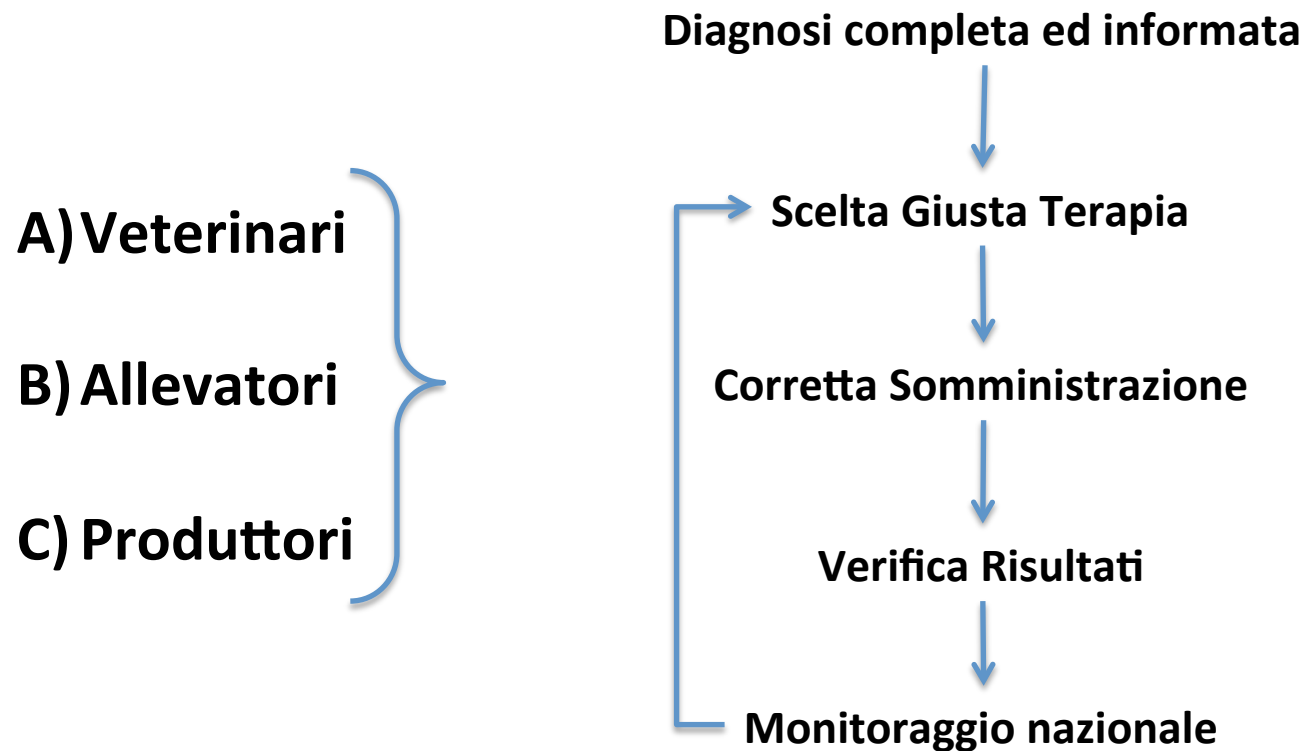 A) Veterinari
B) Allevatori
C) Produttori
Diagnosi completa ed informata
Scelta Giusta Terapia
Corretta Somministrazione
Verifica Risultati
Monitoraggio nazionale